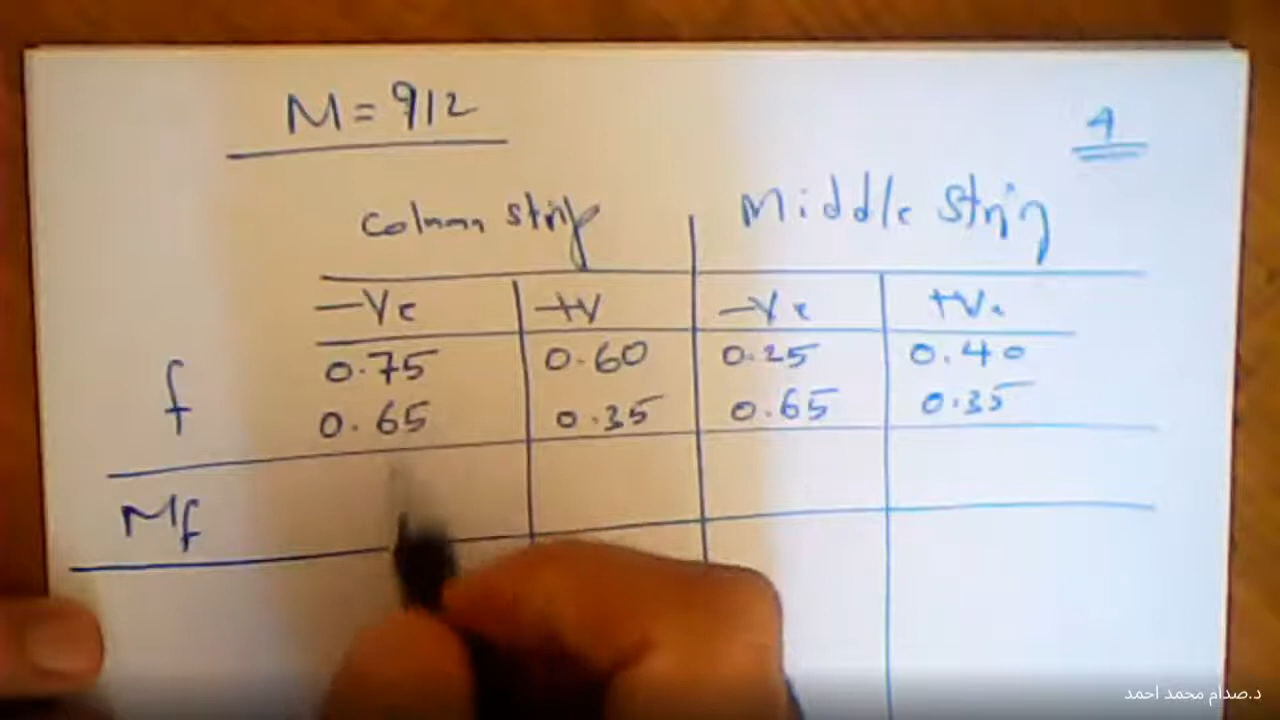 M = 912
4
Column strip Middle strip
-Ve +V -Ve +Ve
0.75 0.60 0.25 0.40
f
0.65 0.35 0.65 0.35
Mf
د.صدام محمد احمد